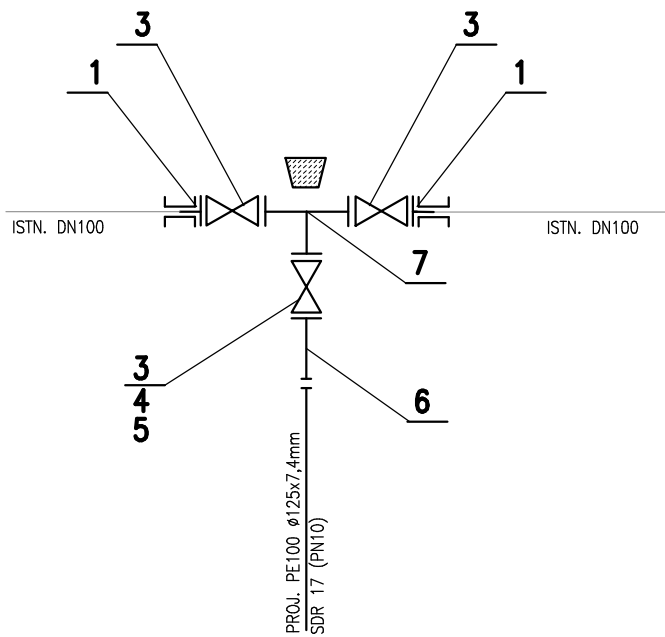 3
3
1
1
ISTN. DN100
ISTN. DN100
7
3
4
5
6
PROJ. PE100 ø125x7,4mm
SDR 17 (PN10)